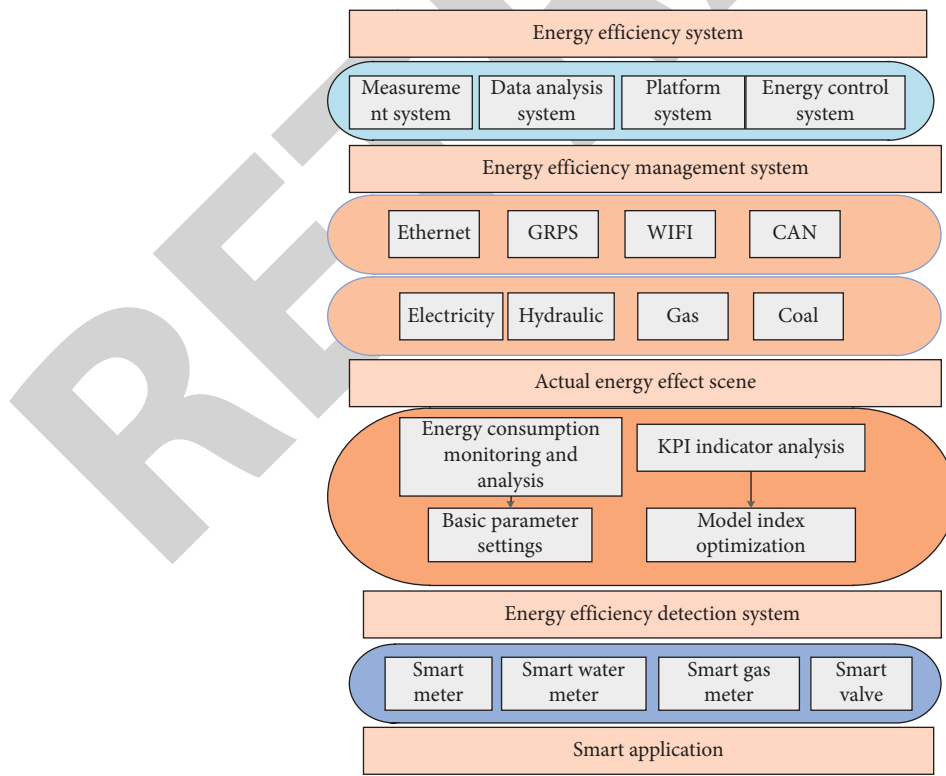 Energy efficiency system
Measureme
nt system
Data analysis
system
Platform
system
Energy control
system
Energy efficiency management system
Ethernet
GRPS
WIFI
CAN
Electricity
Hydraulic
Gas
Coal
Actual energy effect scene
Energy consumption
monitoring and
analysis
KPI indicator analysis
Basic parameter
settings
Model index
optimization
Energy efficiency detection system
Smart
meter
Smart water
meter
Smart gas
meter
Smart
valve
Smart application